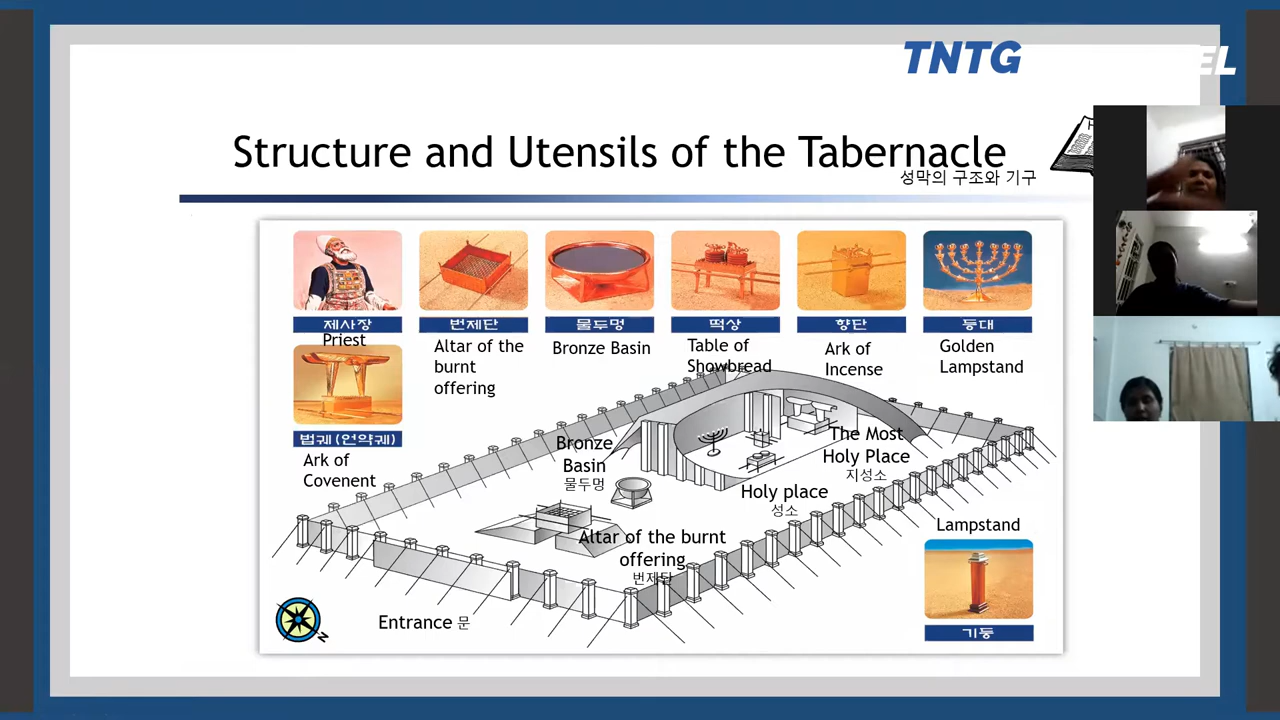 TNTG
EL
Structure and Utensils of the Tabernacle
성막의 구조와 기구
제사장
번제단
물두멍
떡상
향단
등대
Priest
Altar of the
burnt
offering
Bronze Basin
Table of
Showbread
Ark of
Incense
Golden
Lampstand
법궤 (언약궤)
Ark of
Covenent
Bronze
Basin
물두멍
The Most
Holy Place
지성소
Holy place
성소
Altar of the burnt
offering
번제단
Lampstand
기둥
Entrance 문
N